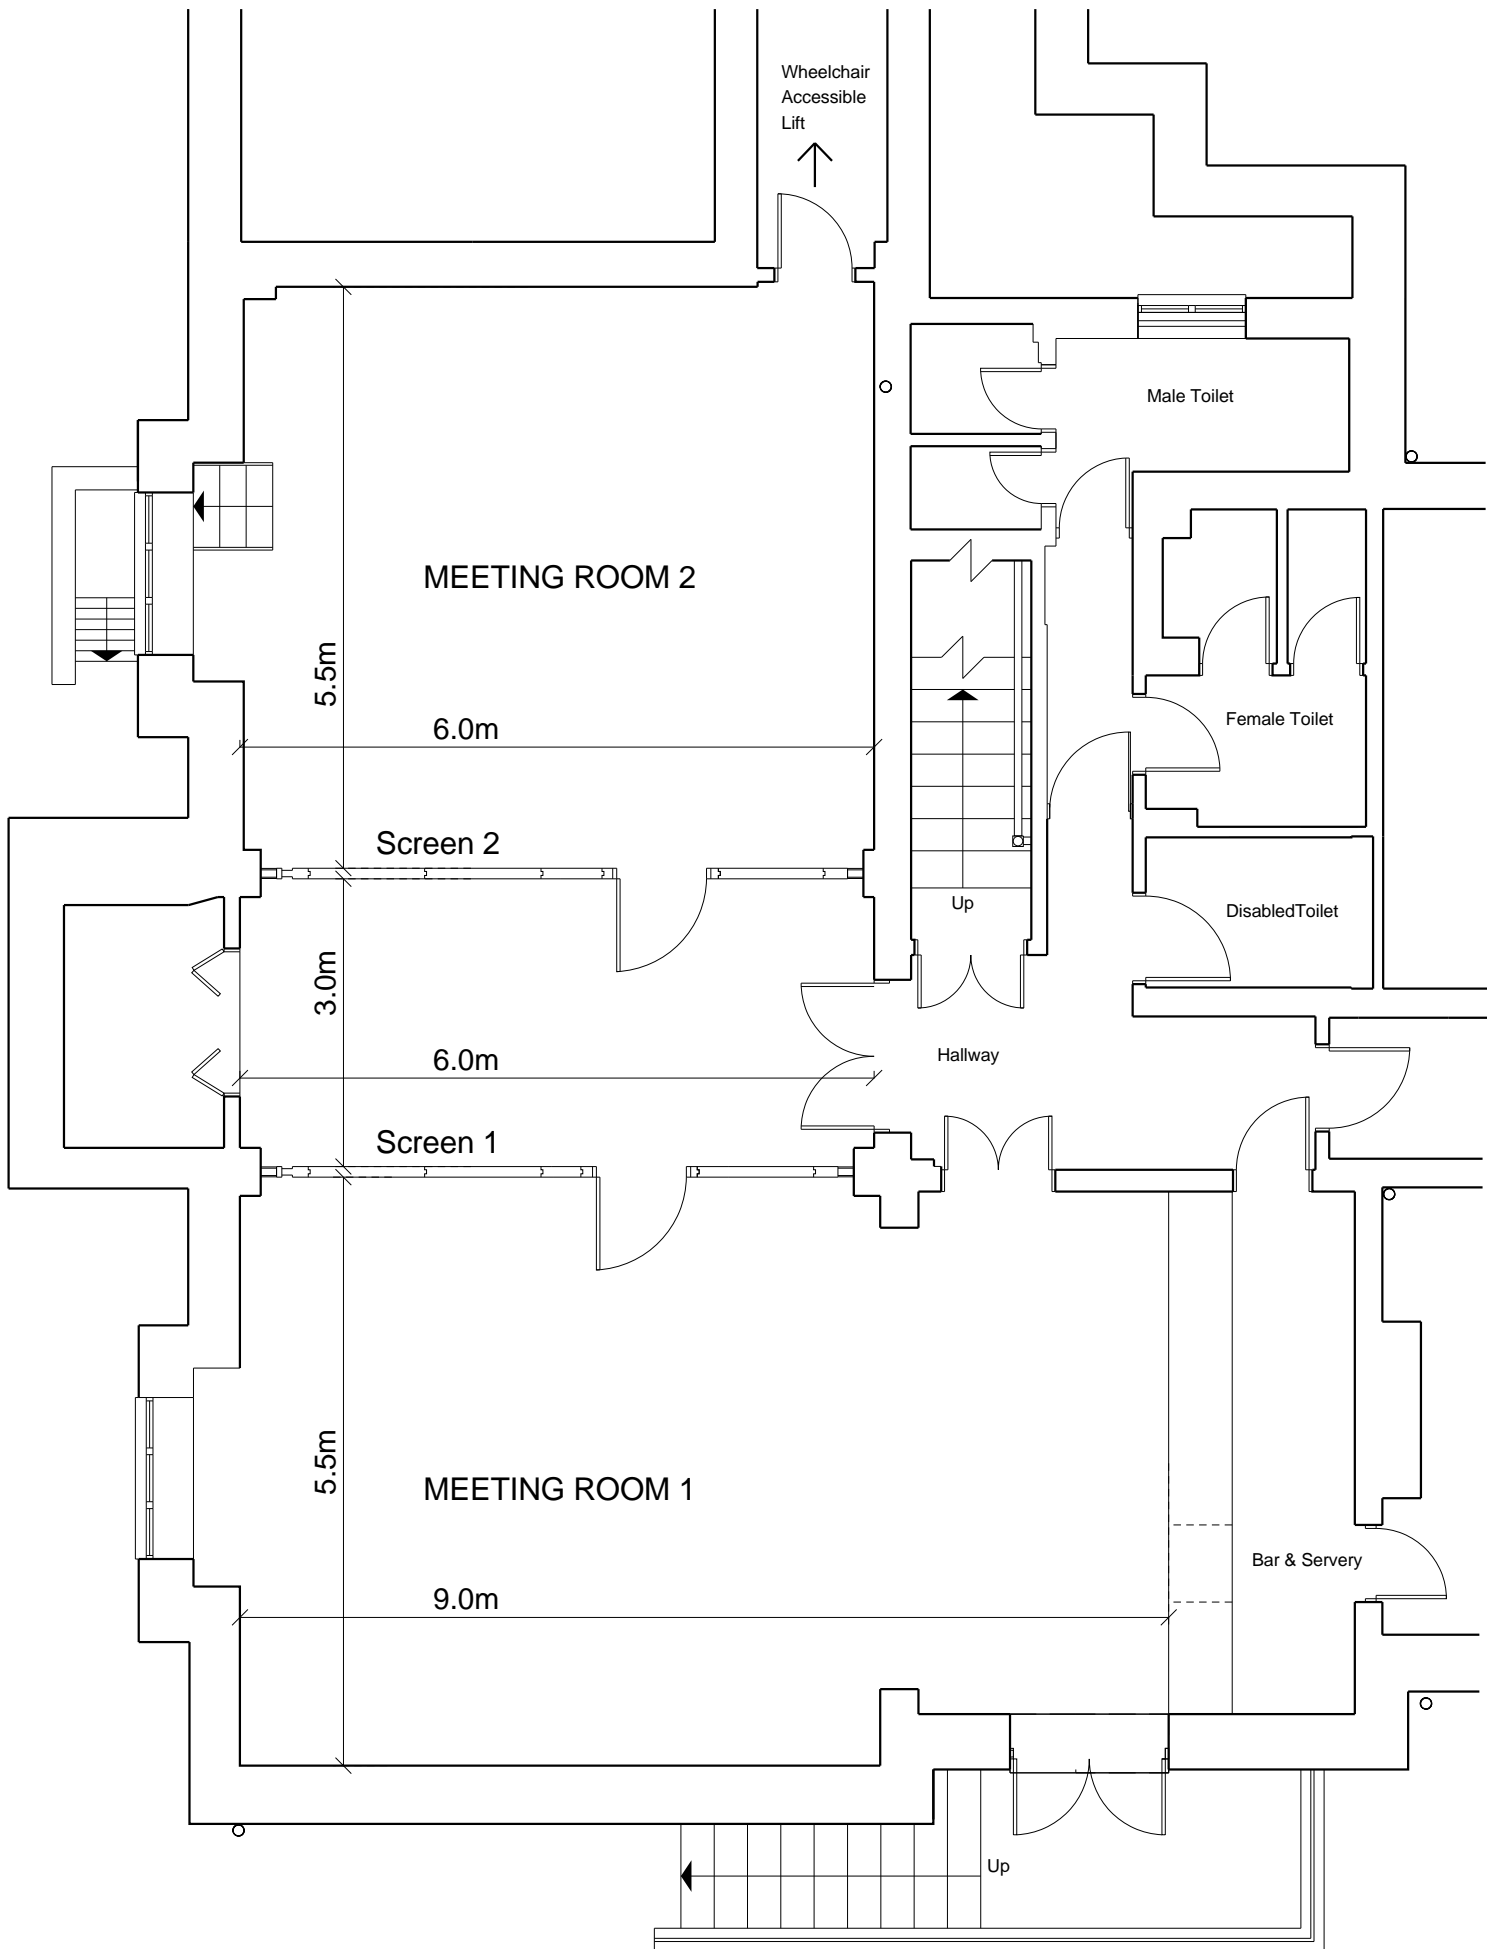 Wheelchair
Accessible
Lift
Male Toilet
MEETING ROOM 2
5.5m
6.0m
Female Toilet
Screen 2
Up
DisabledToilet
3.0m
6.0m
Hallway
Screen 1
5.5m
MEETING ROOM 1
Bar & Servery
9.0m
Up